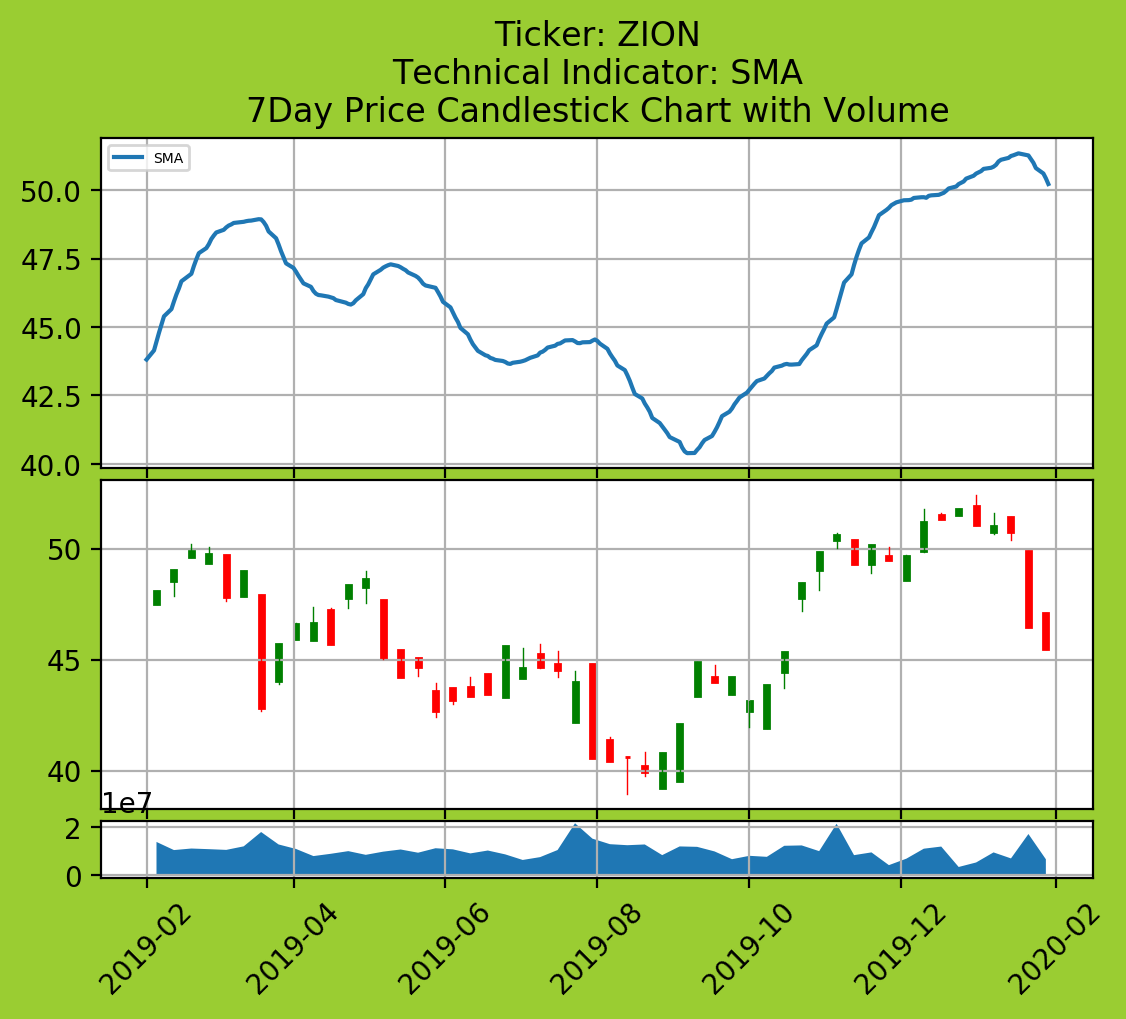 Ticker: ZION
Technical Indicator: SMA
7Day Price Candlestick Chart with Volume
SMA
50.0
47.5
45.0
42.5
40.0
50
45
40
1e7
2
0
2019-02 2019-04 2019-06 2019-08 2019-10 2019-12 2020-02